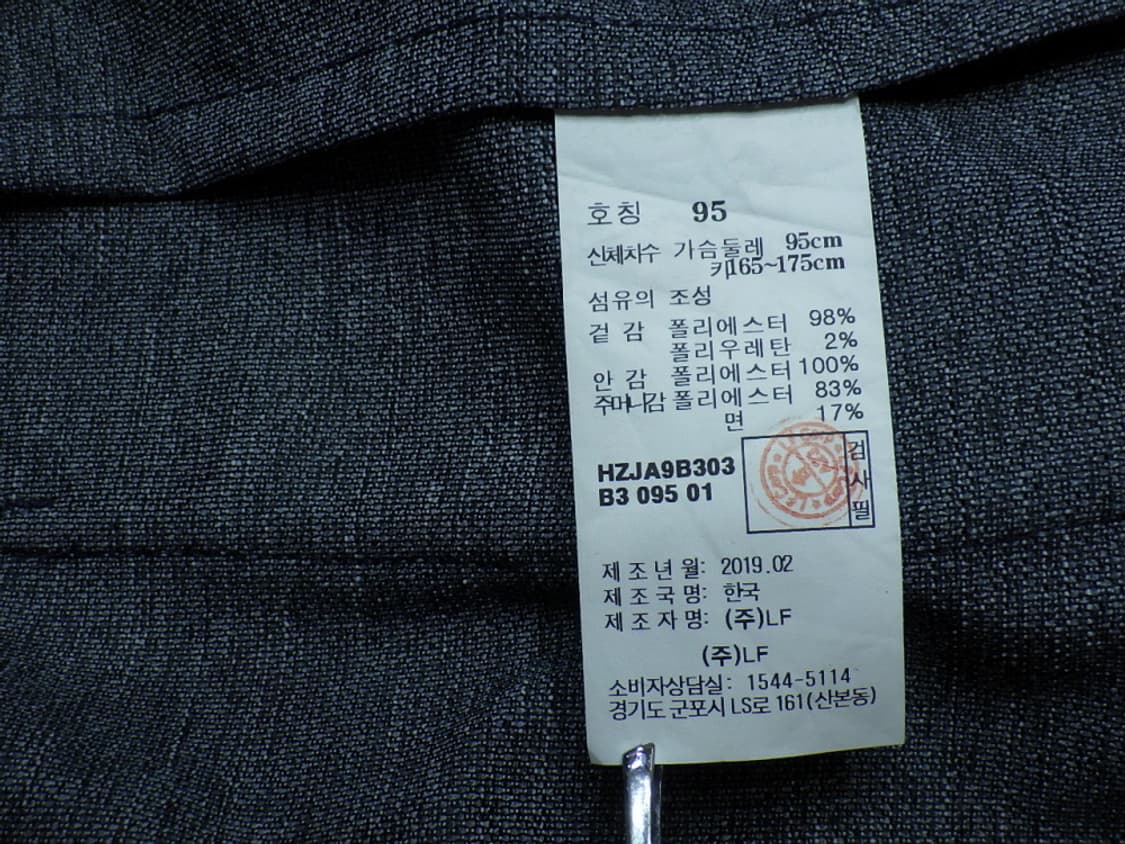 호칭 95
신체치수 가슴둘레 95cm
키165~175cm
섬유의 조성
겉감 폴리에스터 98%
폴리우레탄 2%
안감 폴리에스터 100%
주머니감 폴리에스터 83%
면 17%
HZJA9B303
B3 095 01
검사필
제조년월: 2019.02
제조국명: 한국
제조자명: (주)LF
(주)LF
소비자상담실: 1544-5114
경기도 군포시 LS로 161(산본동)